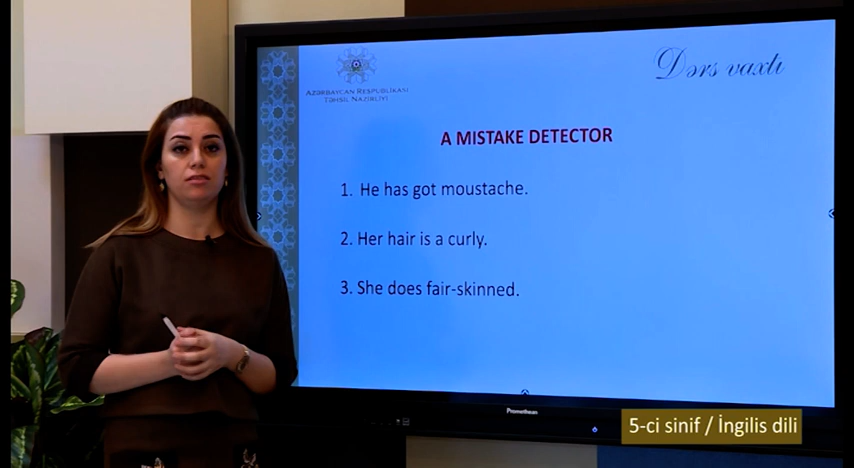 AZƏRBAYCAN RESPUBLİKASI
TƏHSİL NAZİRLİYİ
Dərs vaxtı
A MISTAKE DETECTOR
1. He has got moustache.
2. Her hair is a curly.
3. She does fair-skinned.
Promethean
5-ci sinif / İngilis dili